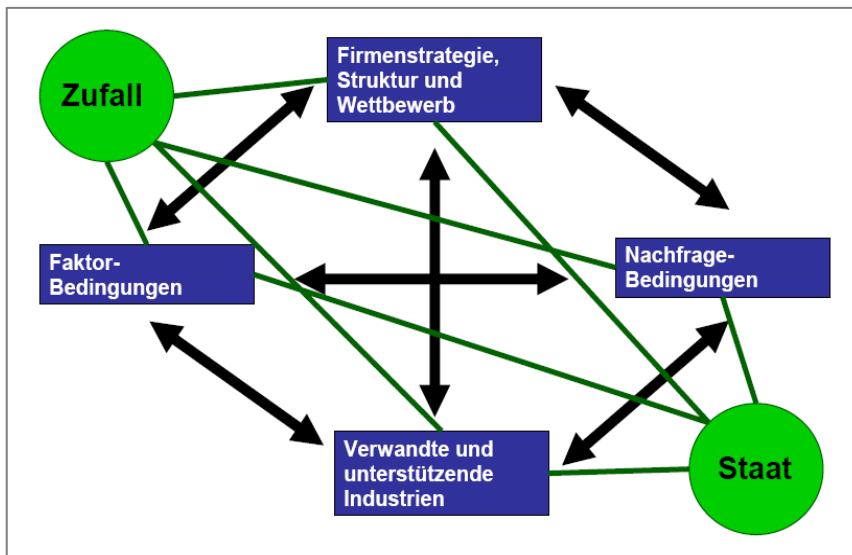 Zufall
Firmenstrategie,
Struktur und
Wettbewerb
Faktor-
Bedingungen
Nachfrage-
Bedingungen
Verwandte und
unterstützende
Industrien
Staat